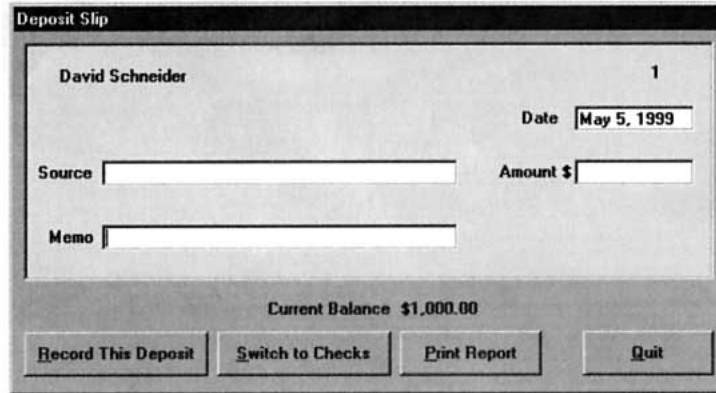 Deposit Slip
David Schneider 1
Date May 5, 1999
Source Amount $
Memo
Current Balance $1,000.00
Record This Deposit Switch to Checks Print Report Quit